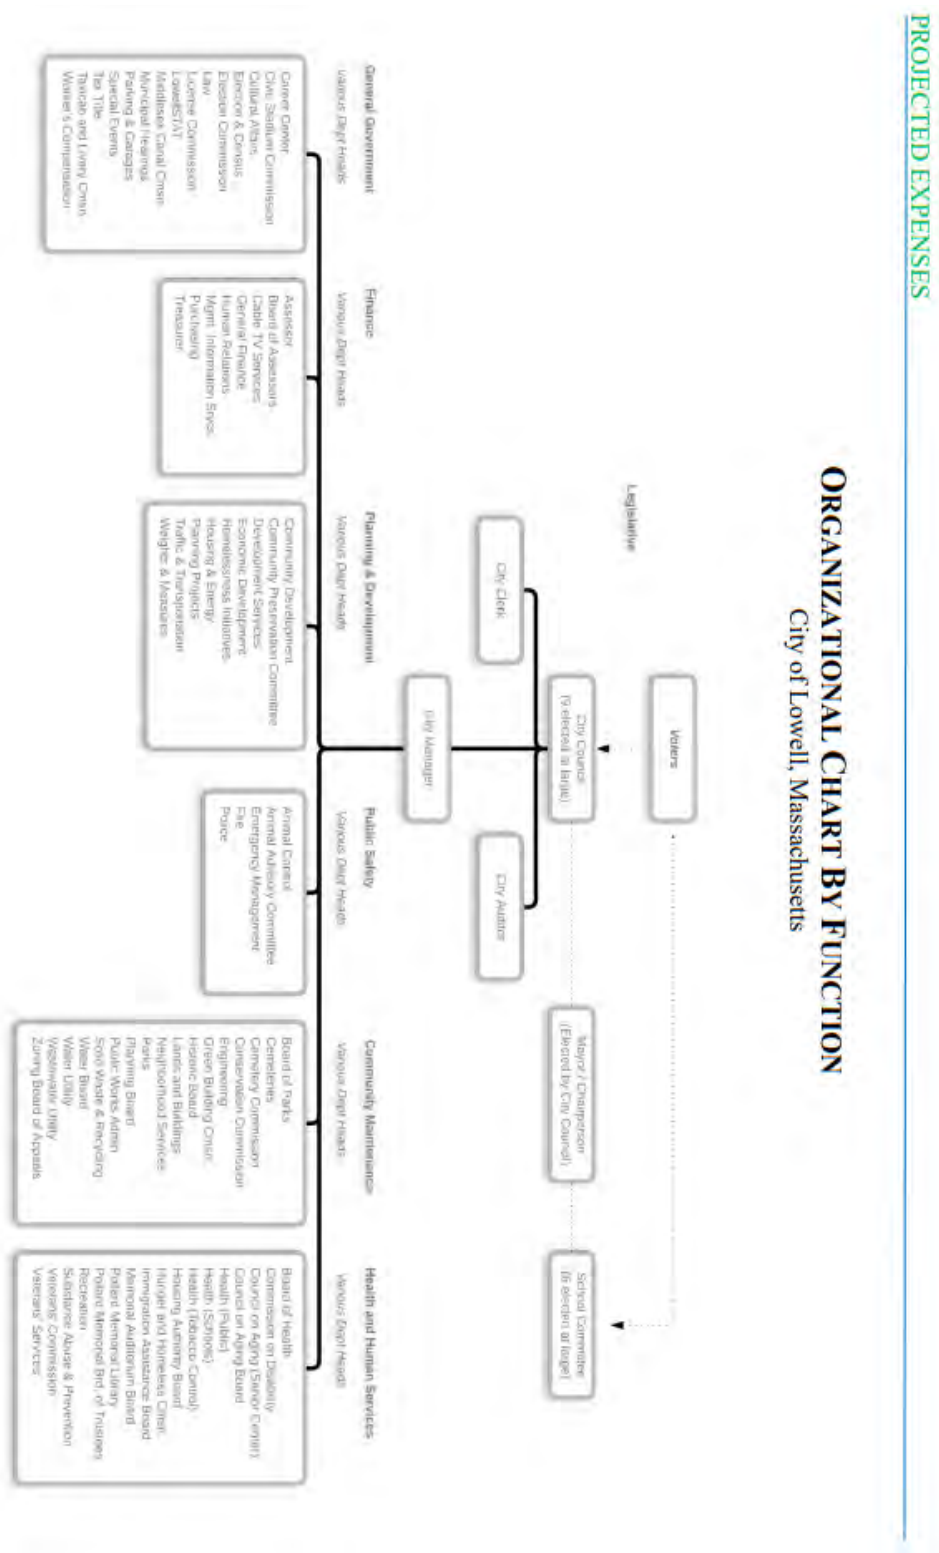 PROJECTED EXPENSES
ORGANIZATIONAL CHART BY FUNCTION
City of Lowell, Massachusetts
Voters
Legislative
City Council
(9 elected at large)
Mayor / Chairperson
(Elected by City Council)
School Committee
(6 elected at large)
City Clerk
City Auditor
City Manager
General Government
Various Dept Heads
Career Center
Civic Stadium Commission
Cultural Affairs
Election & Census
Election Commission
Law
License Commission
LowellSTAT
Middlesex Canal Cmsn
Municipal Hearings
Parking & Garages
Special Events
Tax Title
Taxicab and Livery Cmsn
Worker's Compensation
Finance
Various Dept Heads
Assessor
Board of Assessors
Cable TV Services
General Finance
Human Relations
Mgmt. Information Srvcs.
Purchasing
Treasurer
Planning & Development
Various Dept Heads
Community Development
Community Preservation Committee
Development Services
Economic Development
Homelessness Initiatives
Housing & Energy
Planning Projects
Traffic & Transportation
Weights & Measures
Public Safety
Various Dept Heads
Animal Control
Animal Advisory Committee
Emergency Management
Fire
Police
Community Maintenance
Various Dept Heads
Board of Parks
Cemeteries
Cemetery Commission
Conservation Commission
Engineering
Green Building Cmsn.
Historic Board
Lands and Buildings
Neighborhood Services
Parks
Planning Board
Public Works Admin
Solid Waste & Recycling
Water Board
Water Utility
Wastewater Utility
Zoning Board of Appeals
Health and Human Services
Various Dept Heads
Board of Health
Commission on Disability
Council on Aging (Senior Center)
Council on Aging Board
Health (Public)
Health (Schools)
Health (Tobacco Control)
Housing Authority Board
Hunger and Homeless Cmsn
Immigration Assistance Board
Memorial Auditorium Board
Pollard Memorial Library
Pollard Memorial Brd. of Trustees
Recreation
Substance Abuse & Prevention
Veterans' Commission
Veterans' Services